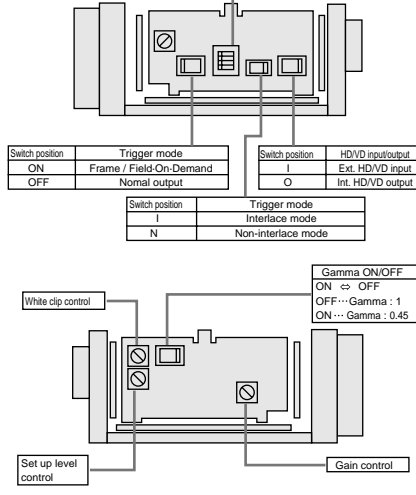 Switch position Trigger mode
ON Frame / Field-On-Demand
OFF Nomal output
Switch position HD/VD input/output
I Ext. HD/VD input
O Int. HD/VD output
Switch position Trigger mode
I Interlace mode
N Non-interlace mode
Gamma ON/OFF
ON ⇔ OFF
OFF···Gamma : 1
ON ··· Gamma : 0.45
White clip control
Set up level
control
Gain control